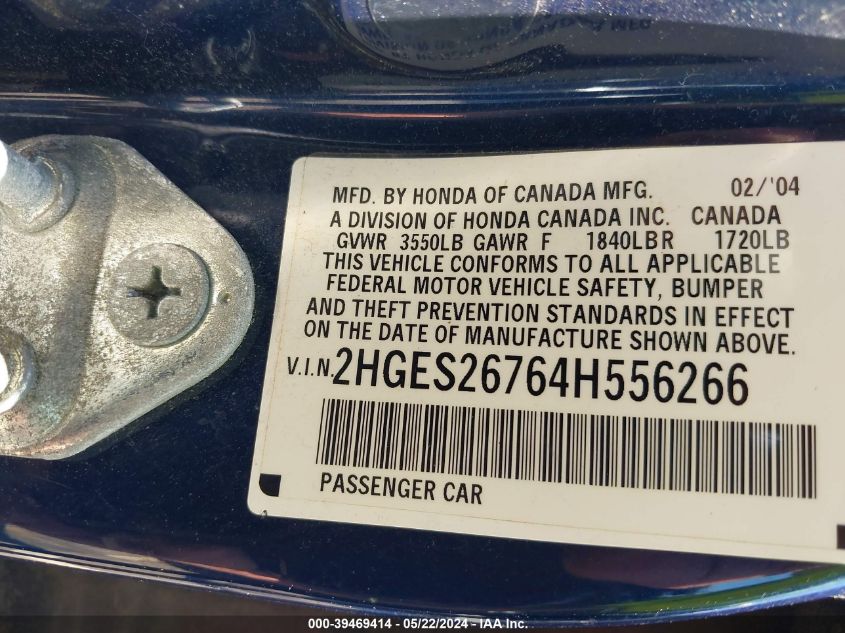 MFD. BY HONDA OF CANADA MFG. 02/'04
A DIVISION OF HONDA CANADA INC. CANADA
GVWR 3550LB GAWR F 1840LBR 1720LB
THIS VEHICLE CONFORMS TO ALL APPLICABLE
FEDERAL MOTOR VEHICLE SAFETY, BUMPER
AND THEFT PREVENTION STANDARDS IN EFFECT
ON THE DATE OF MANUFACTURE SHOWN ABOVE.
V.I.N. 2HGES26764H556266
PASSENGER CAR
000-39469414 - 05/22/2024 - IAA Inc.